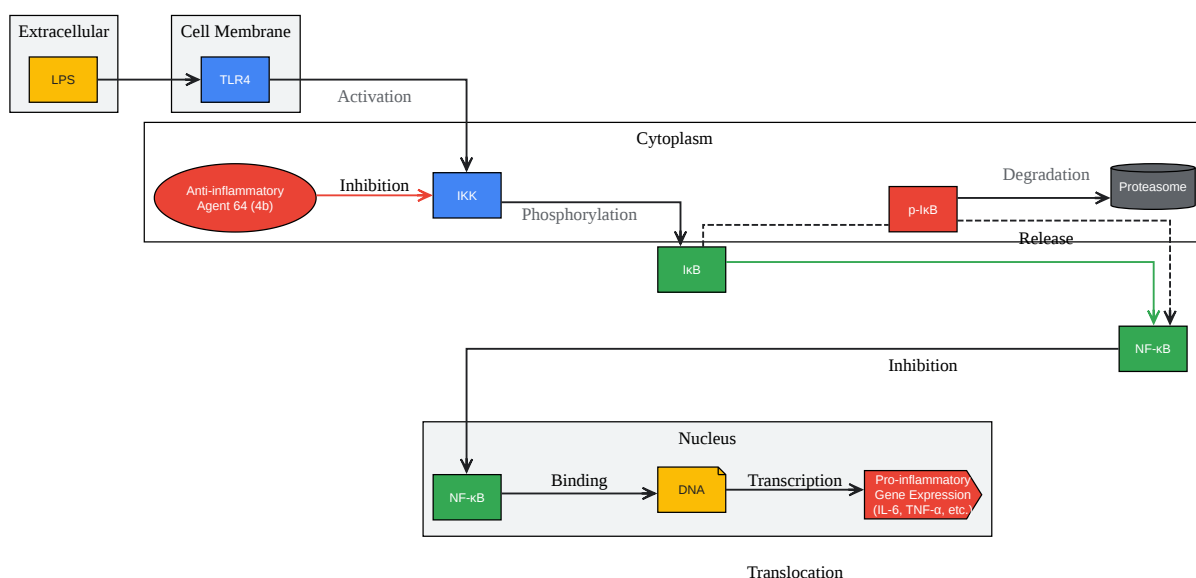 Extracellular
Cell Membrane
LPS
TLR4
Activation
Cytoplasm
Anti-inflammatory
Agent 64 (4b)
Inhibition
IKK
Phosphorylation
p-IκB
Degradation
Proteasome
Release
IκB
NF-κB
Inhibition
Nucleus
NF-κB
Binding
DNA
Transcription
Pro-inflammatory
Gene Expression
(IL-6, TNF-α, etc.)
Translocation